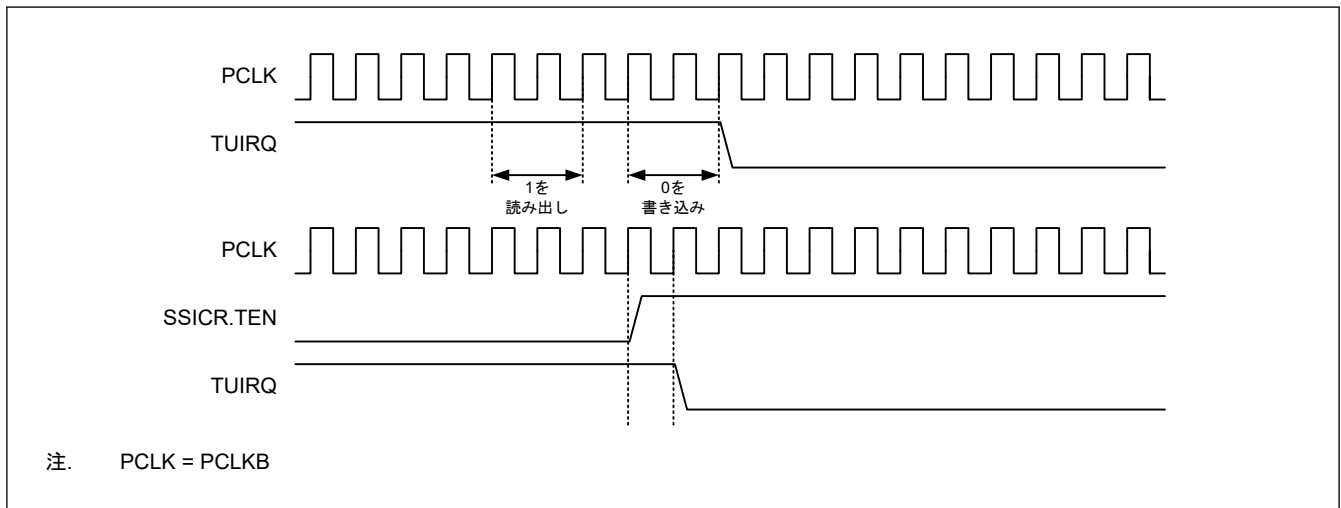 PCLK
TUIRQ
1を
読み出し
0を
書き込み
PCLK
SSICR.TEN
TUIRQ
注. PCLK = PCLKB